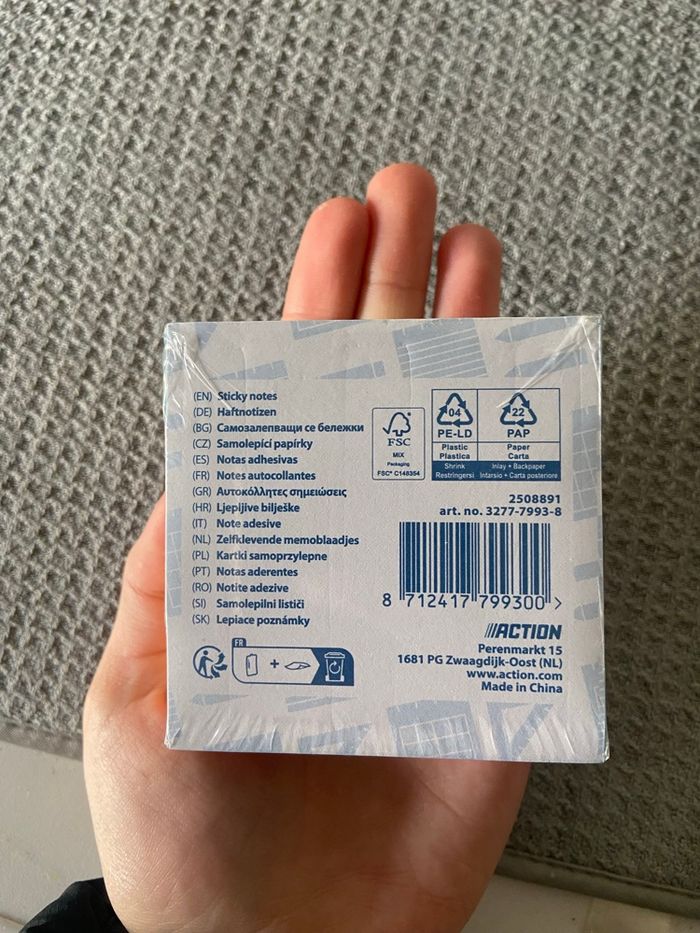 (EN) Sticky notes
(DE) Haftnotizen
(BG) Самозалепващи се бележки
(CZ) Samolepící papírky
(ES) Notas adhesivas
(FR) Notes autocollantes
(GR) Αυτοκόλλητες σημειώσεις
(HR) Ljepljive bilješke
(IT) Note adesive
(NL) Zelfklevende memoblaadjes
(PL) Kartki samoprzylepne
(PT) Notas aderentes
(RO) Notite adezive
(SI) Samolepilni lističi
(SK) Lepiace poznámky
FR
+
FSC
MIX
Packaging
FSC® C148354
04
PE-LD
Plastic
Plastica
Shrink
Restringersi
22
PAP
Paper
Carta
Inlay • Backpaper
Intarsio • Carta posteriore
2508891
art. no. 3277-7993-8
8 712417 799300 >
ACTION
Perenmarkt 15
1681 PG Zwaagdijk-Oost (NL)
www.action.com
Made in China